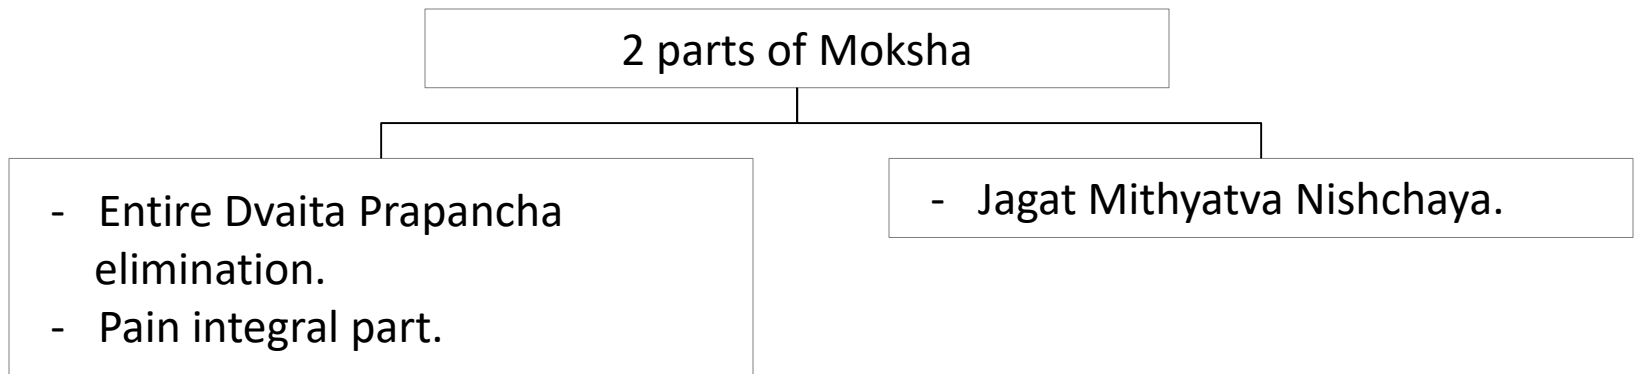 2 parts of Moksha
- Entire Dvaita Prapancha
elimination.
- Pain integral part.
- Jagat Mithyatva Nishchaya.